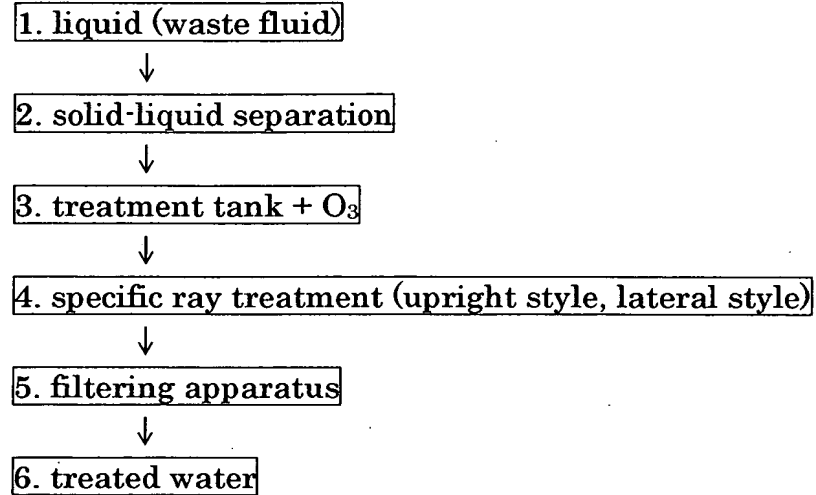 1. liquid (waste fluid)
↓
2. solid-liquid separation
↓
3. treatment tank + O₃
↓
4. specific ray treatment (upright style, lateral style)
↓
5. filtering apparatus
↓
6. treated water